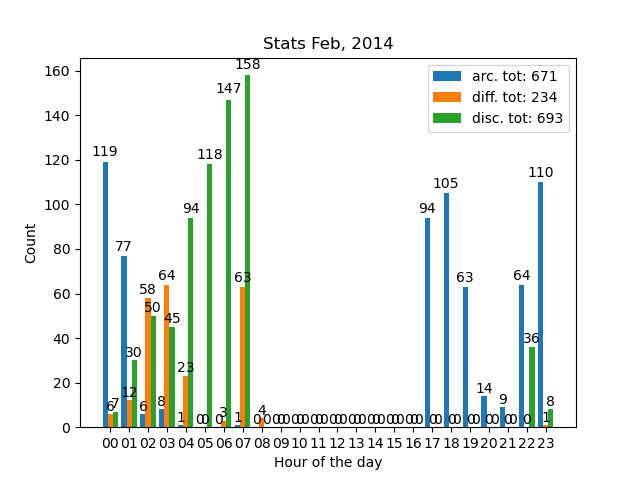 Stats Feb, 2014
arc. tot: 671
diff. tot: 234
disc. tot: 693
160
140
120
100
80
60
40
20
0
Count
119 77 6 8 1 0 0 1 0 0 0 0 0 0 0 0 0 94 105 63 14 9 64 110
6 12 58 64 23 0 3 63 4 0 0 0 0 0 0 0 0 0 0 0 0 0 0 1
7 30 50 45 94 118 147 158 0 0 0 0 0 0 0 0 0 0 0 0 0 0 36 8
00 01 02 03 04 05 06 07 08 09 10 11 12 13 14 15 16 17 18 19 20 21 22 23
Hour of the day